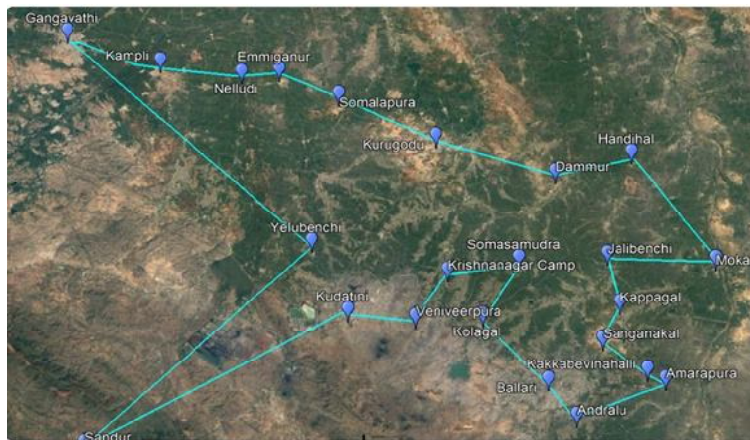 Gangavathi
Kampli
Emmiganur
Nelludi
Somalapura
Kurugodu
Handihal
Dammur
Yelubenchi
Somasamudra
Jalibenchi
Moka
Krishnanagar Camp
Kudatini
Kappagal
Veniveerpura
Kolagal
Sanganakal
Kakkabevinahalli
Amarapura
Ballari
Andralu
Sandur